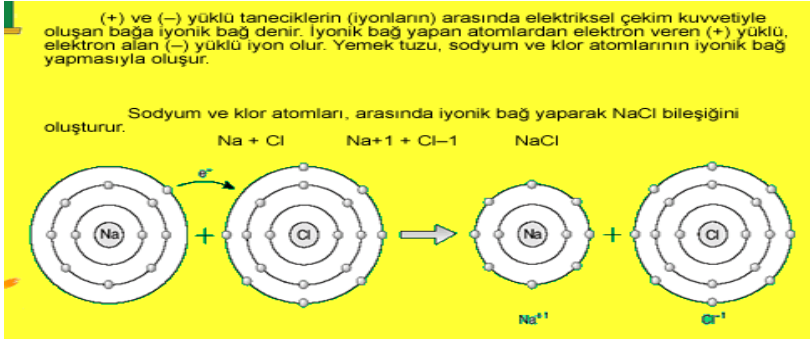 (+) ve (–) yüklü taneciklerin (iyonların) arasında elektriksel çekim kuvvetiyle
oluşan bağa iyonik bağ denir. İyonik bağ yapan atomlardan elektron veren (+) yüklü,
elektron alan (–) yüklü iyon olur. Yemek tuzu, sodyum ve klor atomlarının iyonik bağ
yapmasıyla oluşur.
Sodyum ve klor atomları, arasında iyonik bağ yaparak NaCl bileşiğini
oluşturur.
Na + Cl Na+1 + Cl–1 NaCl
e⁻
Na + Cl Na + Cl
Na⁺¹ Cl⁻¹